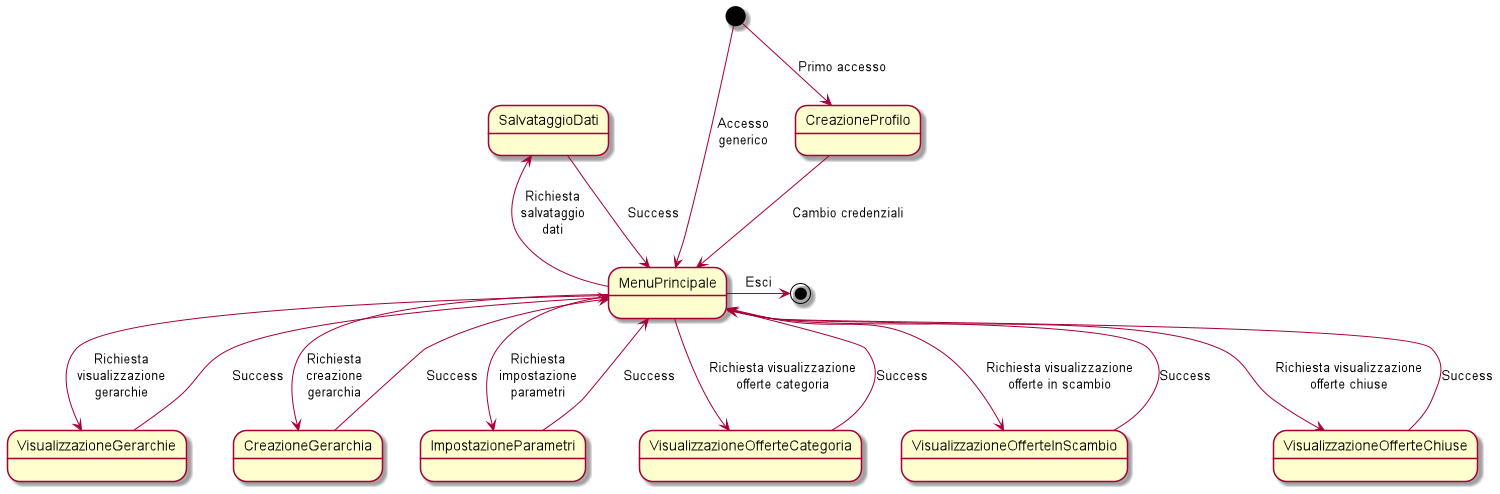 Primo accesso
SalvataggioDati
Accesso
generico
CreazioneProfilo
Richiesta
salvataggio
dati
Success
Cambio credenziali
MenuPrincipale
Esci
Richiesta
visualizzazione
gerarchie
Success
Richiesta
creazione
gerarchia
Success
Richiesta
impostazione
parametri
Success
Richiesta visualizzazione
offerte categoria
Success
Richiesta visualizzazione
offerte in scambio
Success
Richiesta visualizzazione
offerte chiuse
Success
VisualizzazioneGerarchie
CreazioneGerarchia
ImpostazioneParametri
VisualizzazioneOfferteCategoria
VisualizzazioneOfferteInScambio
VisualizzazioneOfferteChiuse